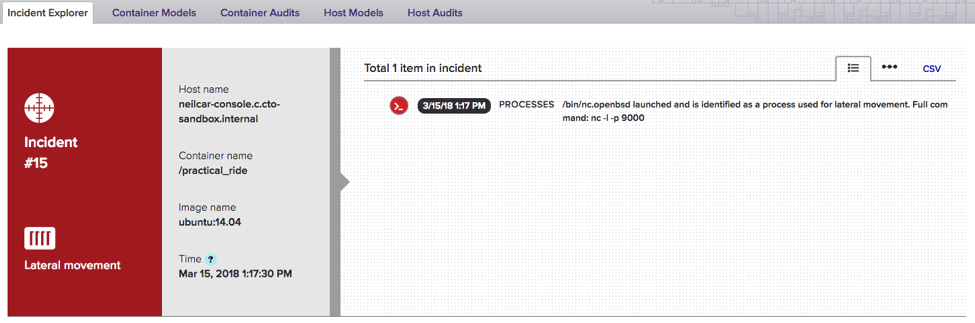 Incident Explorer Container Models Container Audits Host Models Host Audits
Incident
#15
Lateral movement
Host name
neilcar-console.c.cto-
sandbox.internal
Container name
/practical_ride
Image name
ubuntu:14.04
Time ?
Mar 15, 2018 1:17:30 PM
Total 1 item in incident
CSV
3/15/18 1:17 PM PROCESSES /bin/nc.openbsd launched and is identified as a process used for lateral movement. Full com
mand: nc -l -p 9000